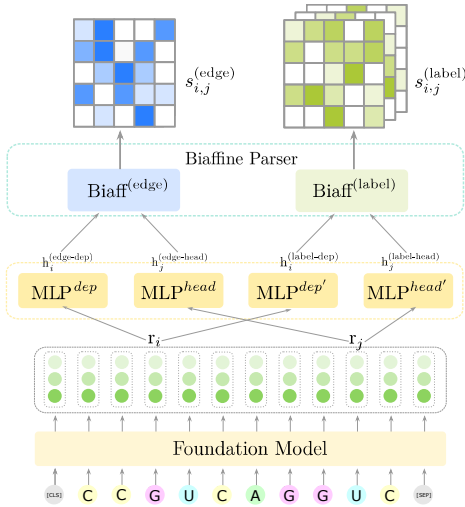 s_{i,j}^{(edge)} s_{i,j}^{(label)}
Biaffine Parser
Biaff^{(edge)} Biaff^{(label)}
h_i^{(edge-dep)} h_j^{(edge-head)} h_i^{(label-dep)} h_j^{(label-head)}
MLP^{dep} MLP^{head} MLP^{dep'} MLP^{head'}
r_i r_j
Foundation Model
[CLS] C C G U C A G G U C [SEP]